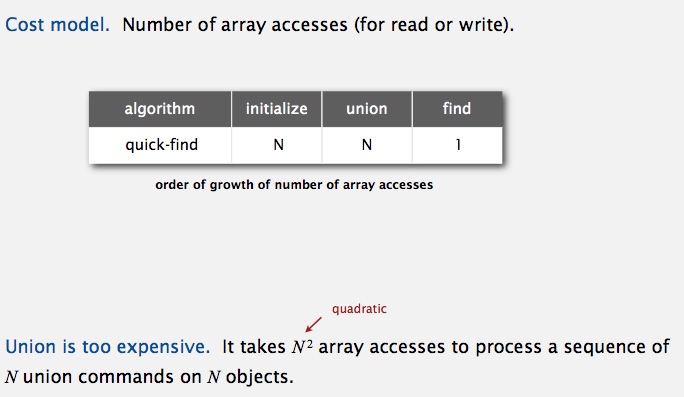 Cost model. Number of array accesses (for read or write).
algorithm initialize union find
quick-find N N 1
order of growth of number of array accesses
quadratic
Union is too expensive. It takes N² array accesses to process a sequence of
N union commands on N objects.